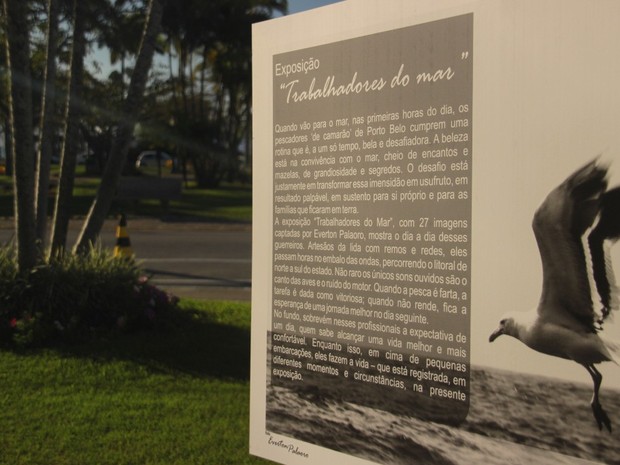 Exposição
"Trabalhadores do mar"
Quando vão para o mar, nas primeiras horas do dia, os
pescadores 'de camarão' de Porto Belo cumprem uma
rotina que é, a um só tempo, bela e desafiadora. A beleza
está na convivência com o mar, cheio de encantos e
mazelas, de grandiosidade e segredos. O desafio está
justamente em transformar essa imensidão em usufruto, em
resultado palpável, em sustento para si próprio e para as
famílias que ficaram em terra.
A exposição "Trabalhadores do Mar", com 27 imagens
captadas por Everton Palaoro, mostra o dia a dia desses
guerreiros. Artesãos da lida com remos e redes, eles
passam horas no embalo das ondas, percorrendo o litoral de
norte a sul do estado. Não raro os únicos sons ouvidos são o
canto das aves e o ruído do motor. Quando a pesca é farta, a
tarefa é dada como vitoriosa; quando não rende, fica a
esperança de uma jornada melhor no dia seguinte.
No fundo, sobrevém nesses profissionais a expectativa de
um dia, quem sabe alcançar uma vida melhor e mais
confortável. Enquanto isso, em cima de pequenas
embarcações, eles fazem a vida – que está registrada, em
diferentes momentos e circunstâncias, na presente
exposição.
Everton Palaoro